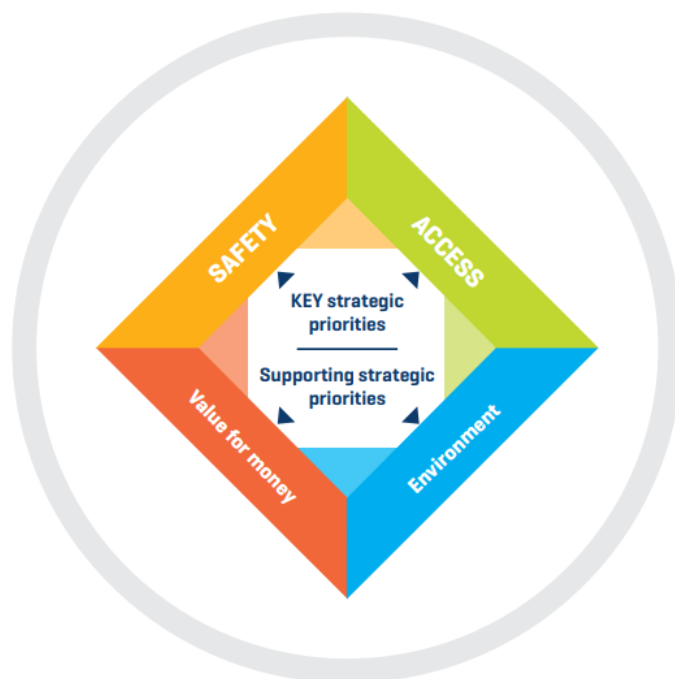 SAFETY
ACCESS
KEY strategic
priorities
Supporting strategic
priorities
Value for money
Environment